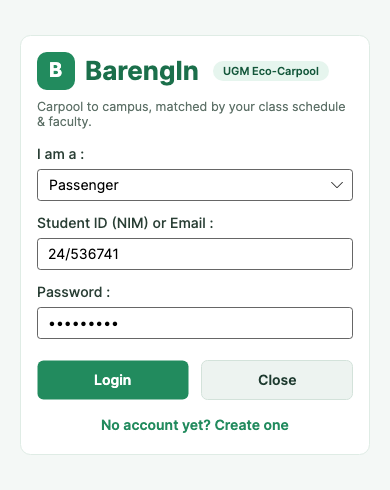 B BarengIn UGM Eco-Carpool
Carpool to campus, matched by your class schedule
& faculty.
I am a :
Passenger
Student ID (NIM) or Email :
24/536741
Password :
•••••••••
Login Close
No account yet? Create one